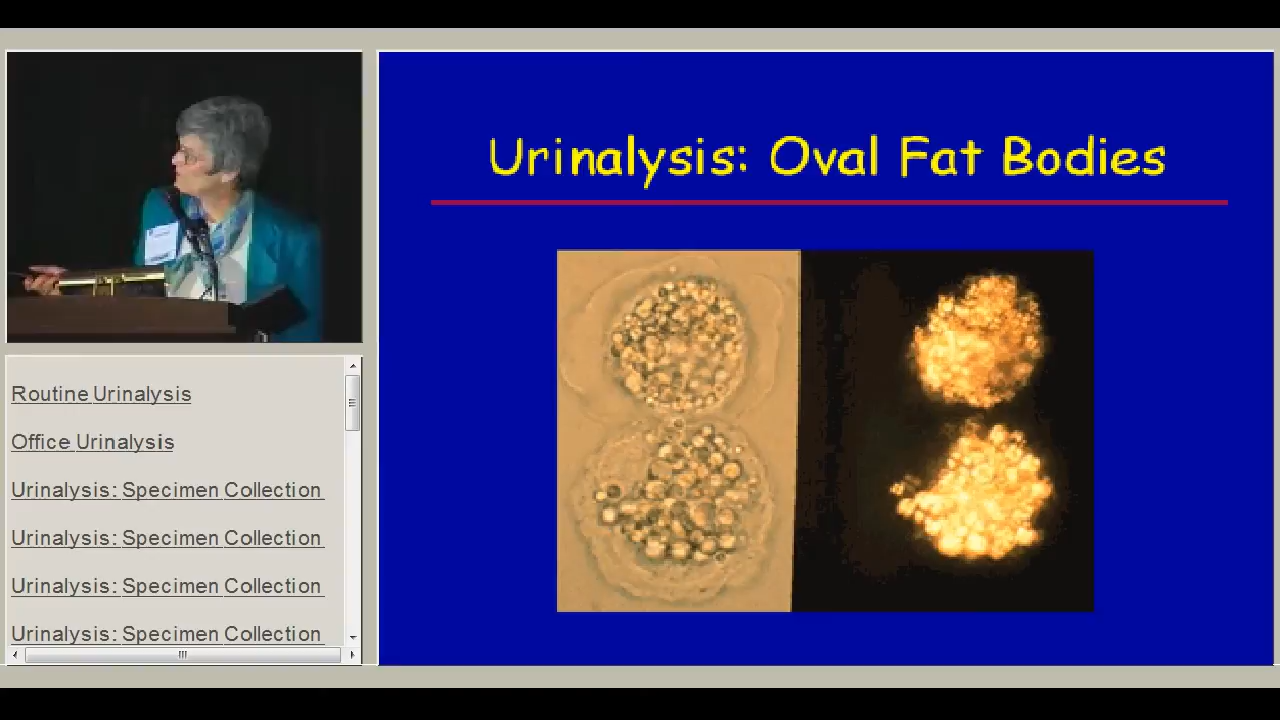 Urinalysis: Oval Fat Bodies
Routine Urinalysis
Office Urinalysis
Urinalysis: Specimen Collection
Urinalysis: Specimen Collection
Urinalysis: Specimen Collection
Urinalysis: Specimen Collection